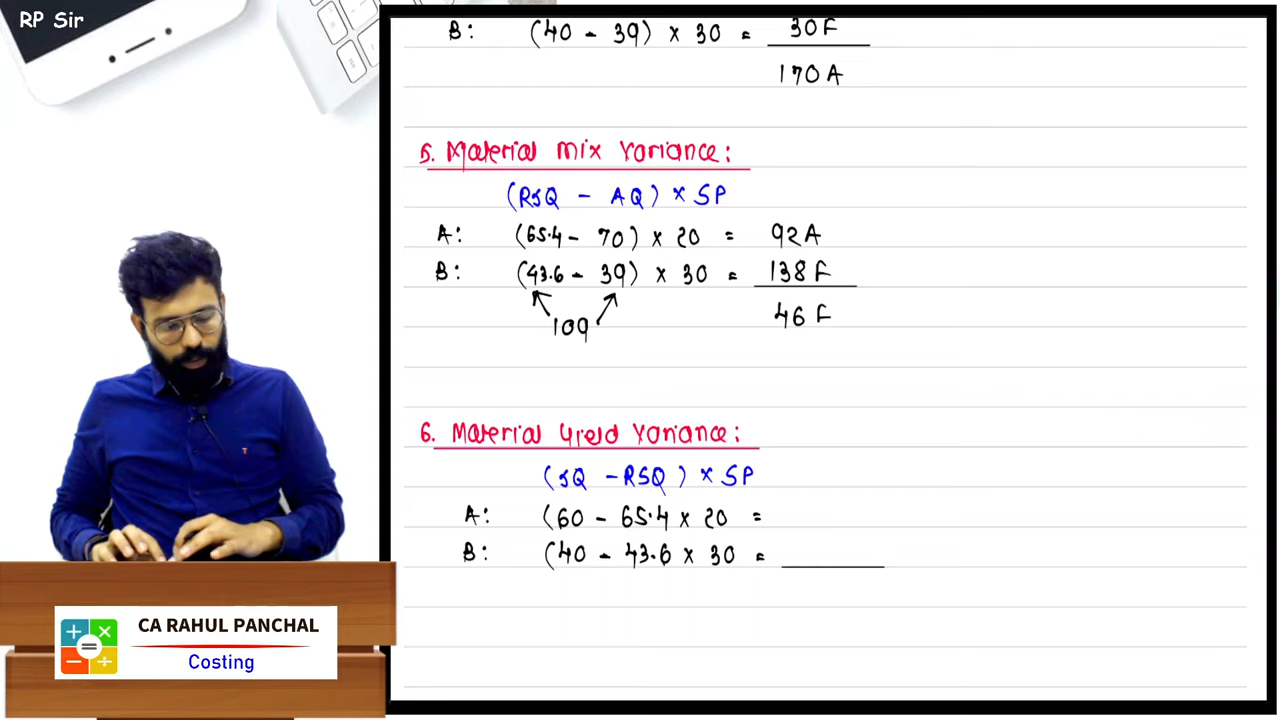 RP Sir
B: (40 - 39) × 30 = 30F
170A
5. Material Mix Variance:
(RSQ - AQ) × SP
A: (65.4 - 70) × 20 = 92A
B: (43.6 - 39) × 30 = 138F
109
46F
6. Material Yield Variance:
(SQ - RSQ) × SP
A: (60 - 65.4 × 20 =
B: (40 - 43.6 × 30 =
CA RAHUL PANCHAL
Costing